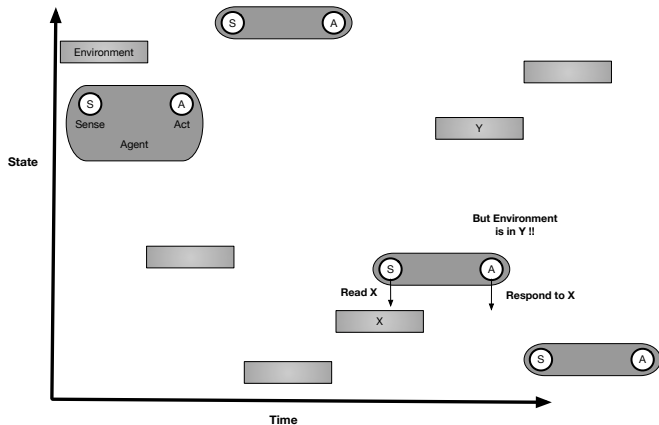 S A
Environment
S A
Sense Act
Agent
Y
State
But Environment
is in Y !!
S A
Read X
Respond to X
X
S A
Time